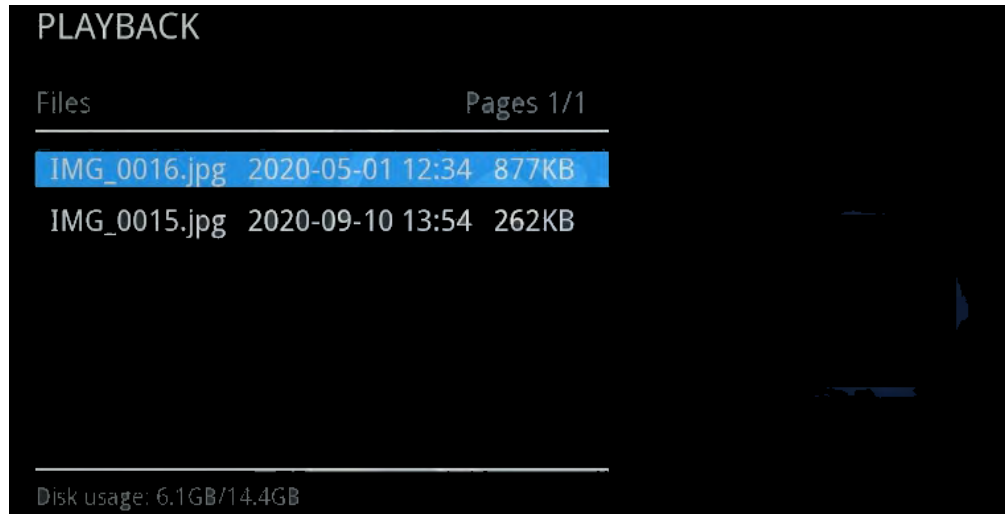 PLAYBACK
Files Pages 1/1
IMG_0016.jpg 2020-05-01 12:34 877KB
IMG_0015.jpg 2020-09-10 13:54 262KB
Disk usage: 6.1GB/14.4GB